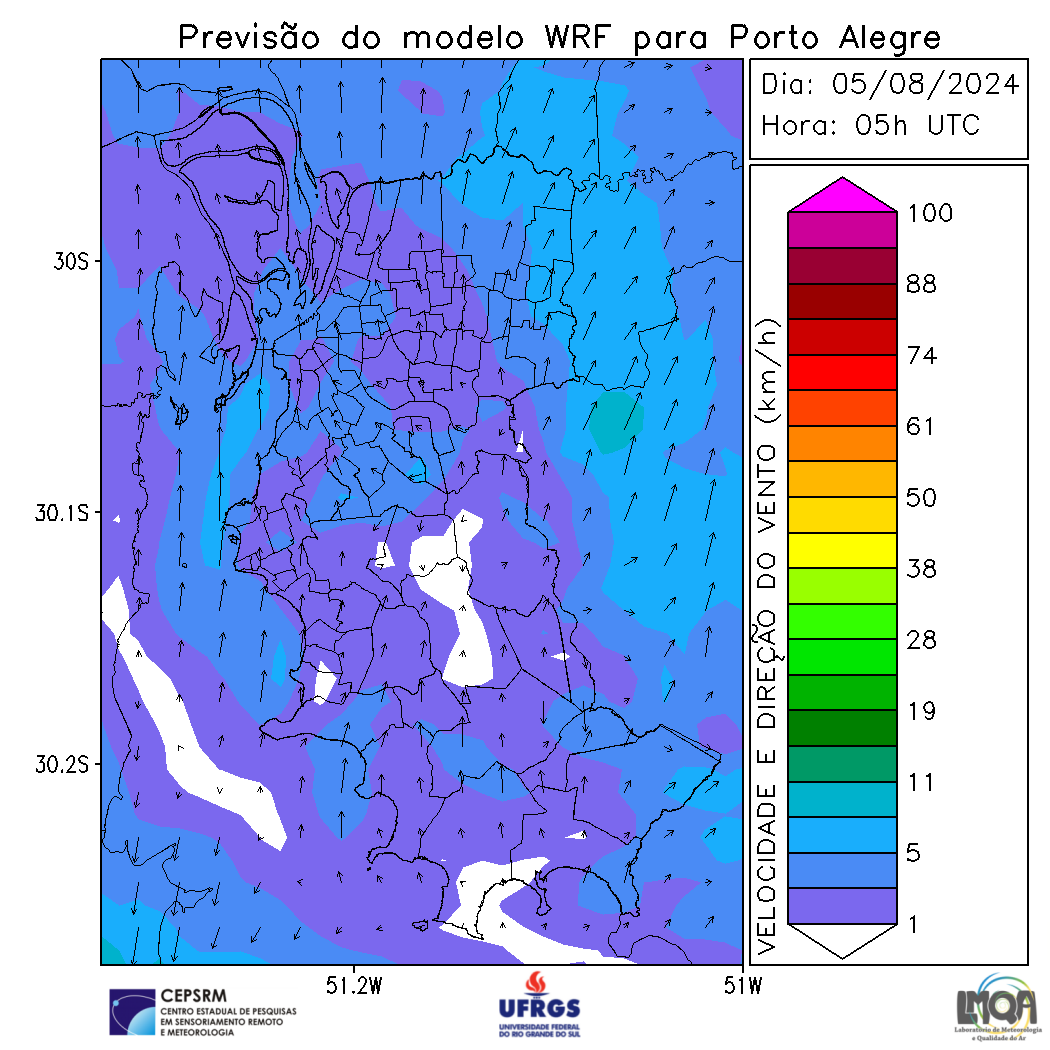 Previsão do modelo WRF para Porto Alegre
Dia: 05/08/2024
Hora: 05h UTC
30S
30.1S
30.2S
51.2W
51W
VELOCIDADE E DIREÇÃO DO VENTO (km/h)
100
88
74
61
50
38
28
19
11
5
1
CEPSRM
CENTRO ESTADUAL DE PESQUISAS
EM SENSORIAMENTO REMOTO
E METEOROLOGIA
UFRGS
UNIVERSIDADE FEDERAL
DO RIO GRANDE DO SUL
LMQA
Laboratório de Meteorologia
e Qualidade do Ar